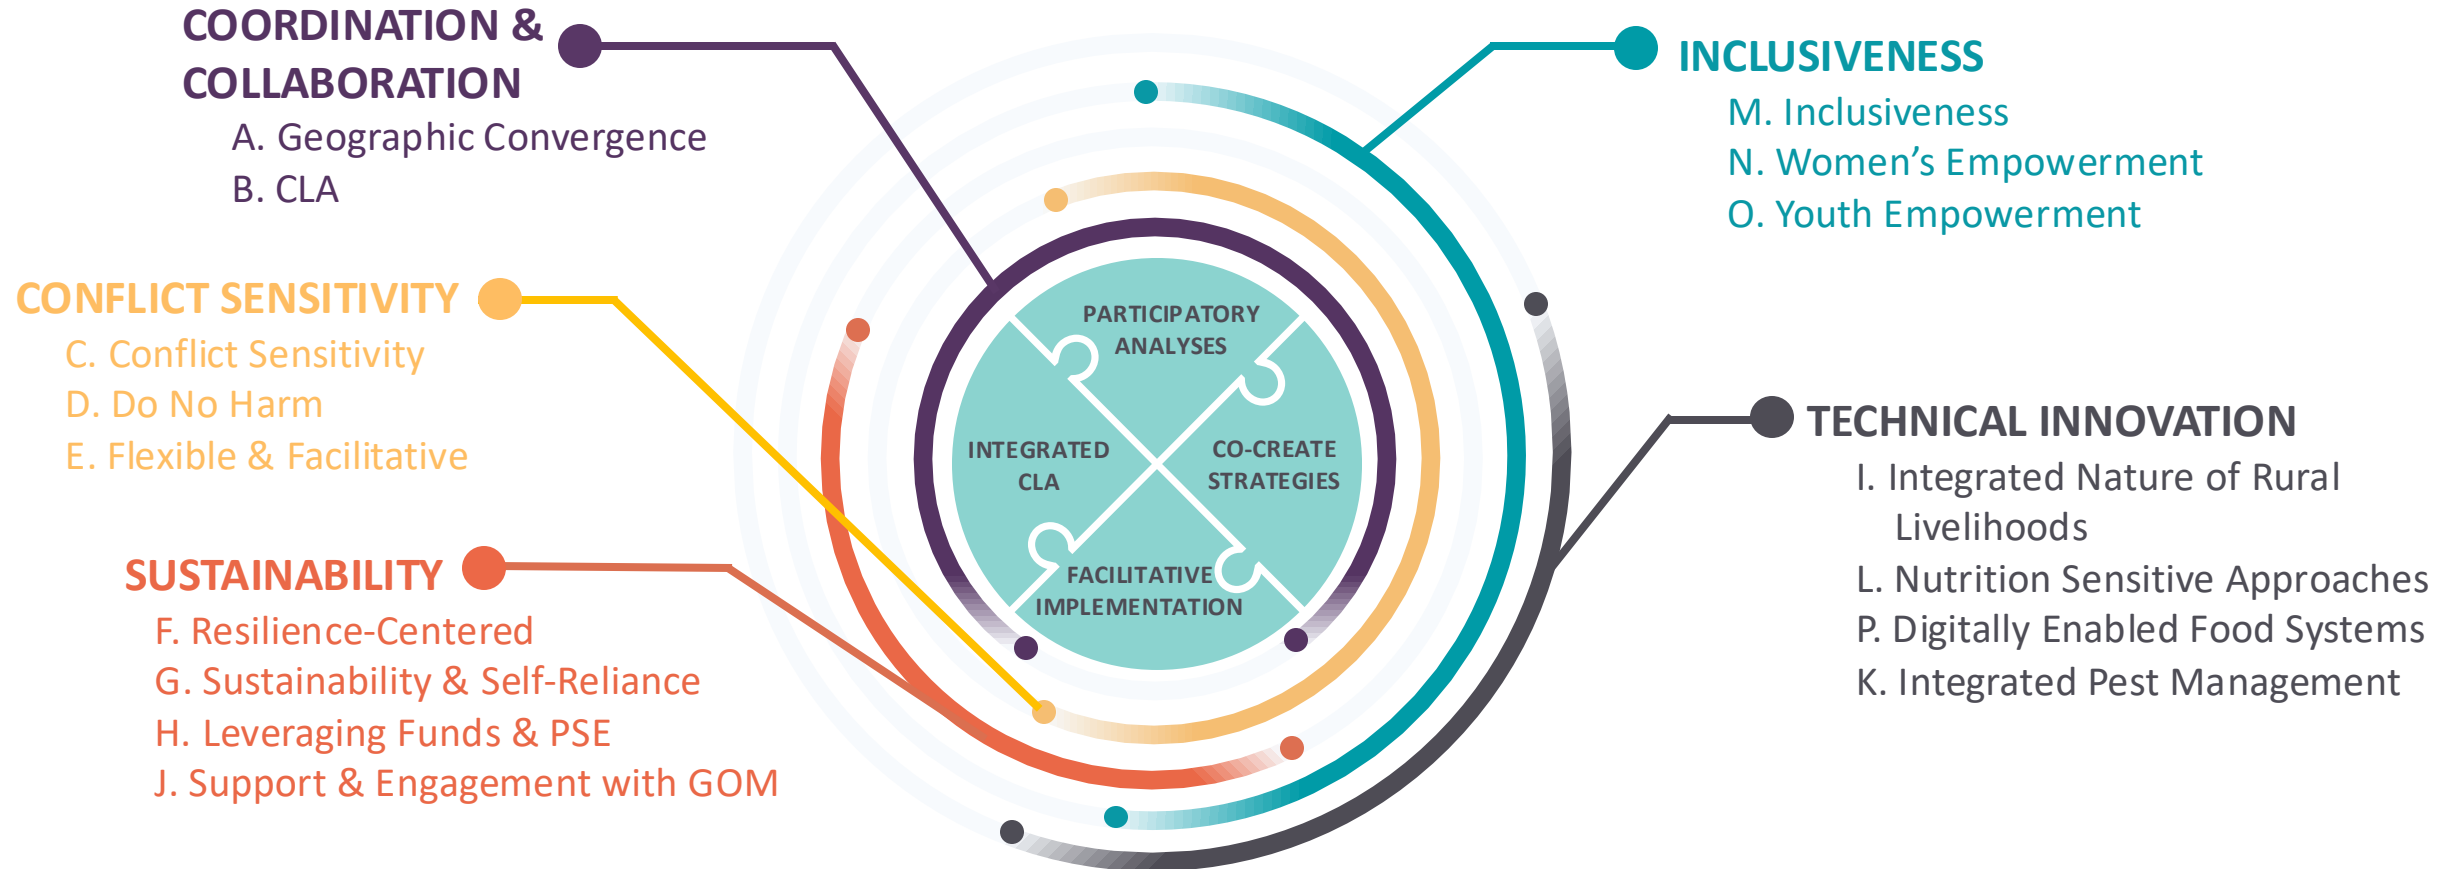 COORDINATION &
COLLABORATION
A. Geographic Convergence
B. CLA
CONFLICT SENSITIVITY
C. Conflict Sensitivity
D. Do No Harm
E. Flexible & Facilitative
SUSTAINABILITY
F. Resilience-Centered
G. Sustainability & Self-Reliance
H. Leveraging Funds & PSE
J. Support & Engagement with GOM
PARTICIPATORY
ANALYSES
INTEGRATED
CLA
CO-CREATE
STRATEGIES
FACILITATIVE
IMPLEMENTATION
INCLUSIVENESS
M. Inclusiveness
N. Women’s Empowerment
O. Youth Empowerment
TECHNICAL INNOVATION
I. Integrated Nature of Rural
Livelihoods
L. Nutrition Sensitive Approaches
P. Digitally Enabled Food Systems
K. Integrated Pest Management